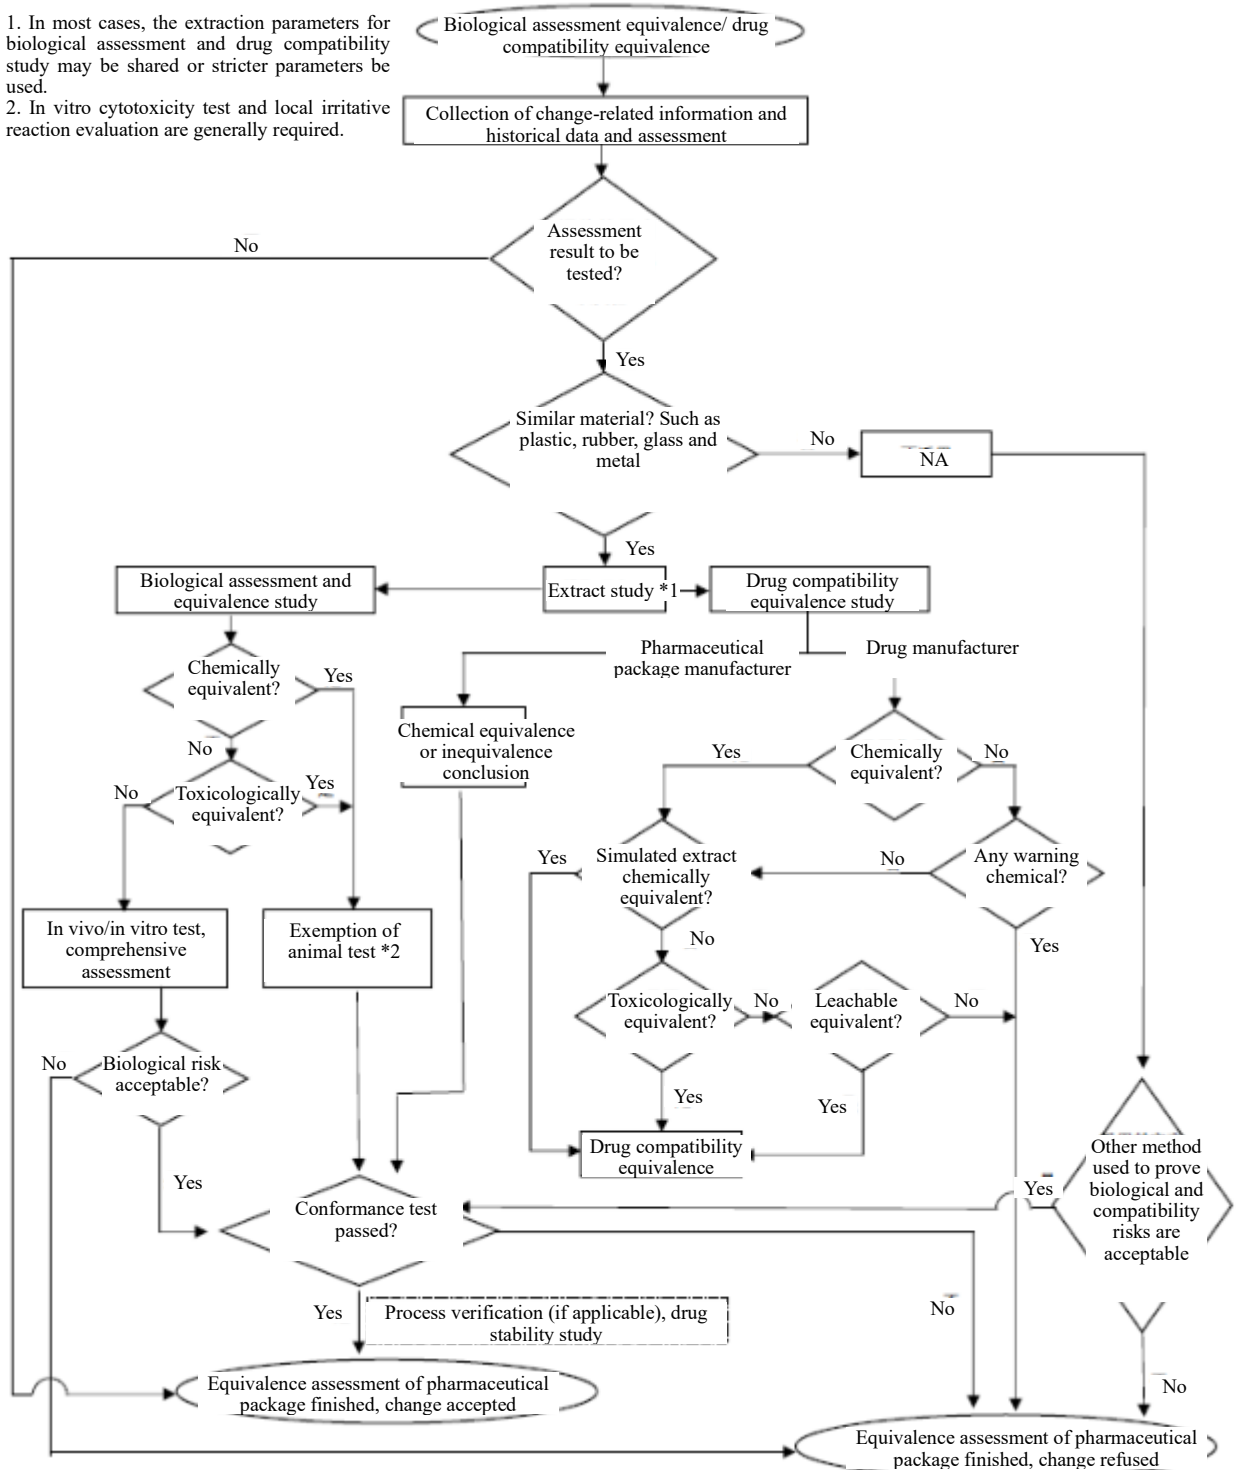 1. In most cases, the extraction parameters for
biological assessment and drug compatibility
study may be shared or stricter parameters be
used.
2. In vitro cytotoxicity test and local irritative
reaction evaluation are generally required.
Biological assessment equivalence/ drug
compatibility equivalence
Collection of change-related information and
historical data and assessment
Assessment
result to be
tested?
No
Yes
Similar material? Such as
plastic, rubber, glass and
metal
No
NA
Yes
Biological assessment and
equivalence study
Extract study *1
Drug compatibility
equivalence study
Pharmaceutical
package manufacturer
Drug manufacturer
Chemically
equivalent?
Yes
No
Toxicologically
equivalent?
Yes
No
Chemical equivalence
or inequivalence
conclusion
Chemically
equivalent?
Yes
No
Simulated extract
chemically
equivalent?
Yes
No
Any warning
chemical?
No
Yes
In vivo/in vitro test,
comprehensive
assessment
Exemption of
animal test *2
Toxicologically
equivalent?
No
Leachable
equivalent?
No
Biological risk
acceptable?
No
Yes
Yes
Yes
Drug compatibility
equivalence
Other method
used to prove
biological and
compatibility
risks are
acceptable
Yes
Conformance test
passed?
Yes
No
Process verification (if applicable), drug
stability study
No
Equivalence assessment of pharmaceutical
package finished, change accepted
Equivalence assessment of pharmaceutical
package finished, change refused